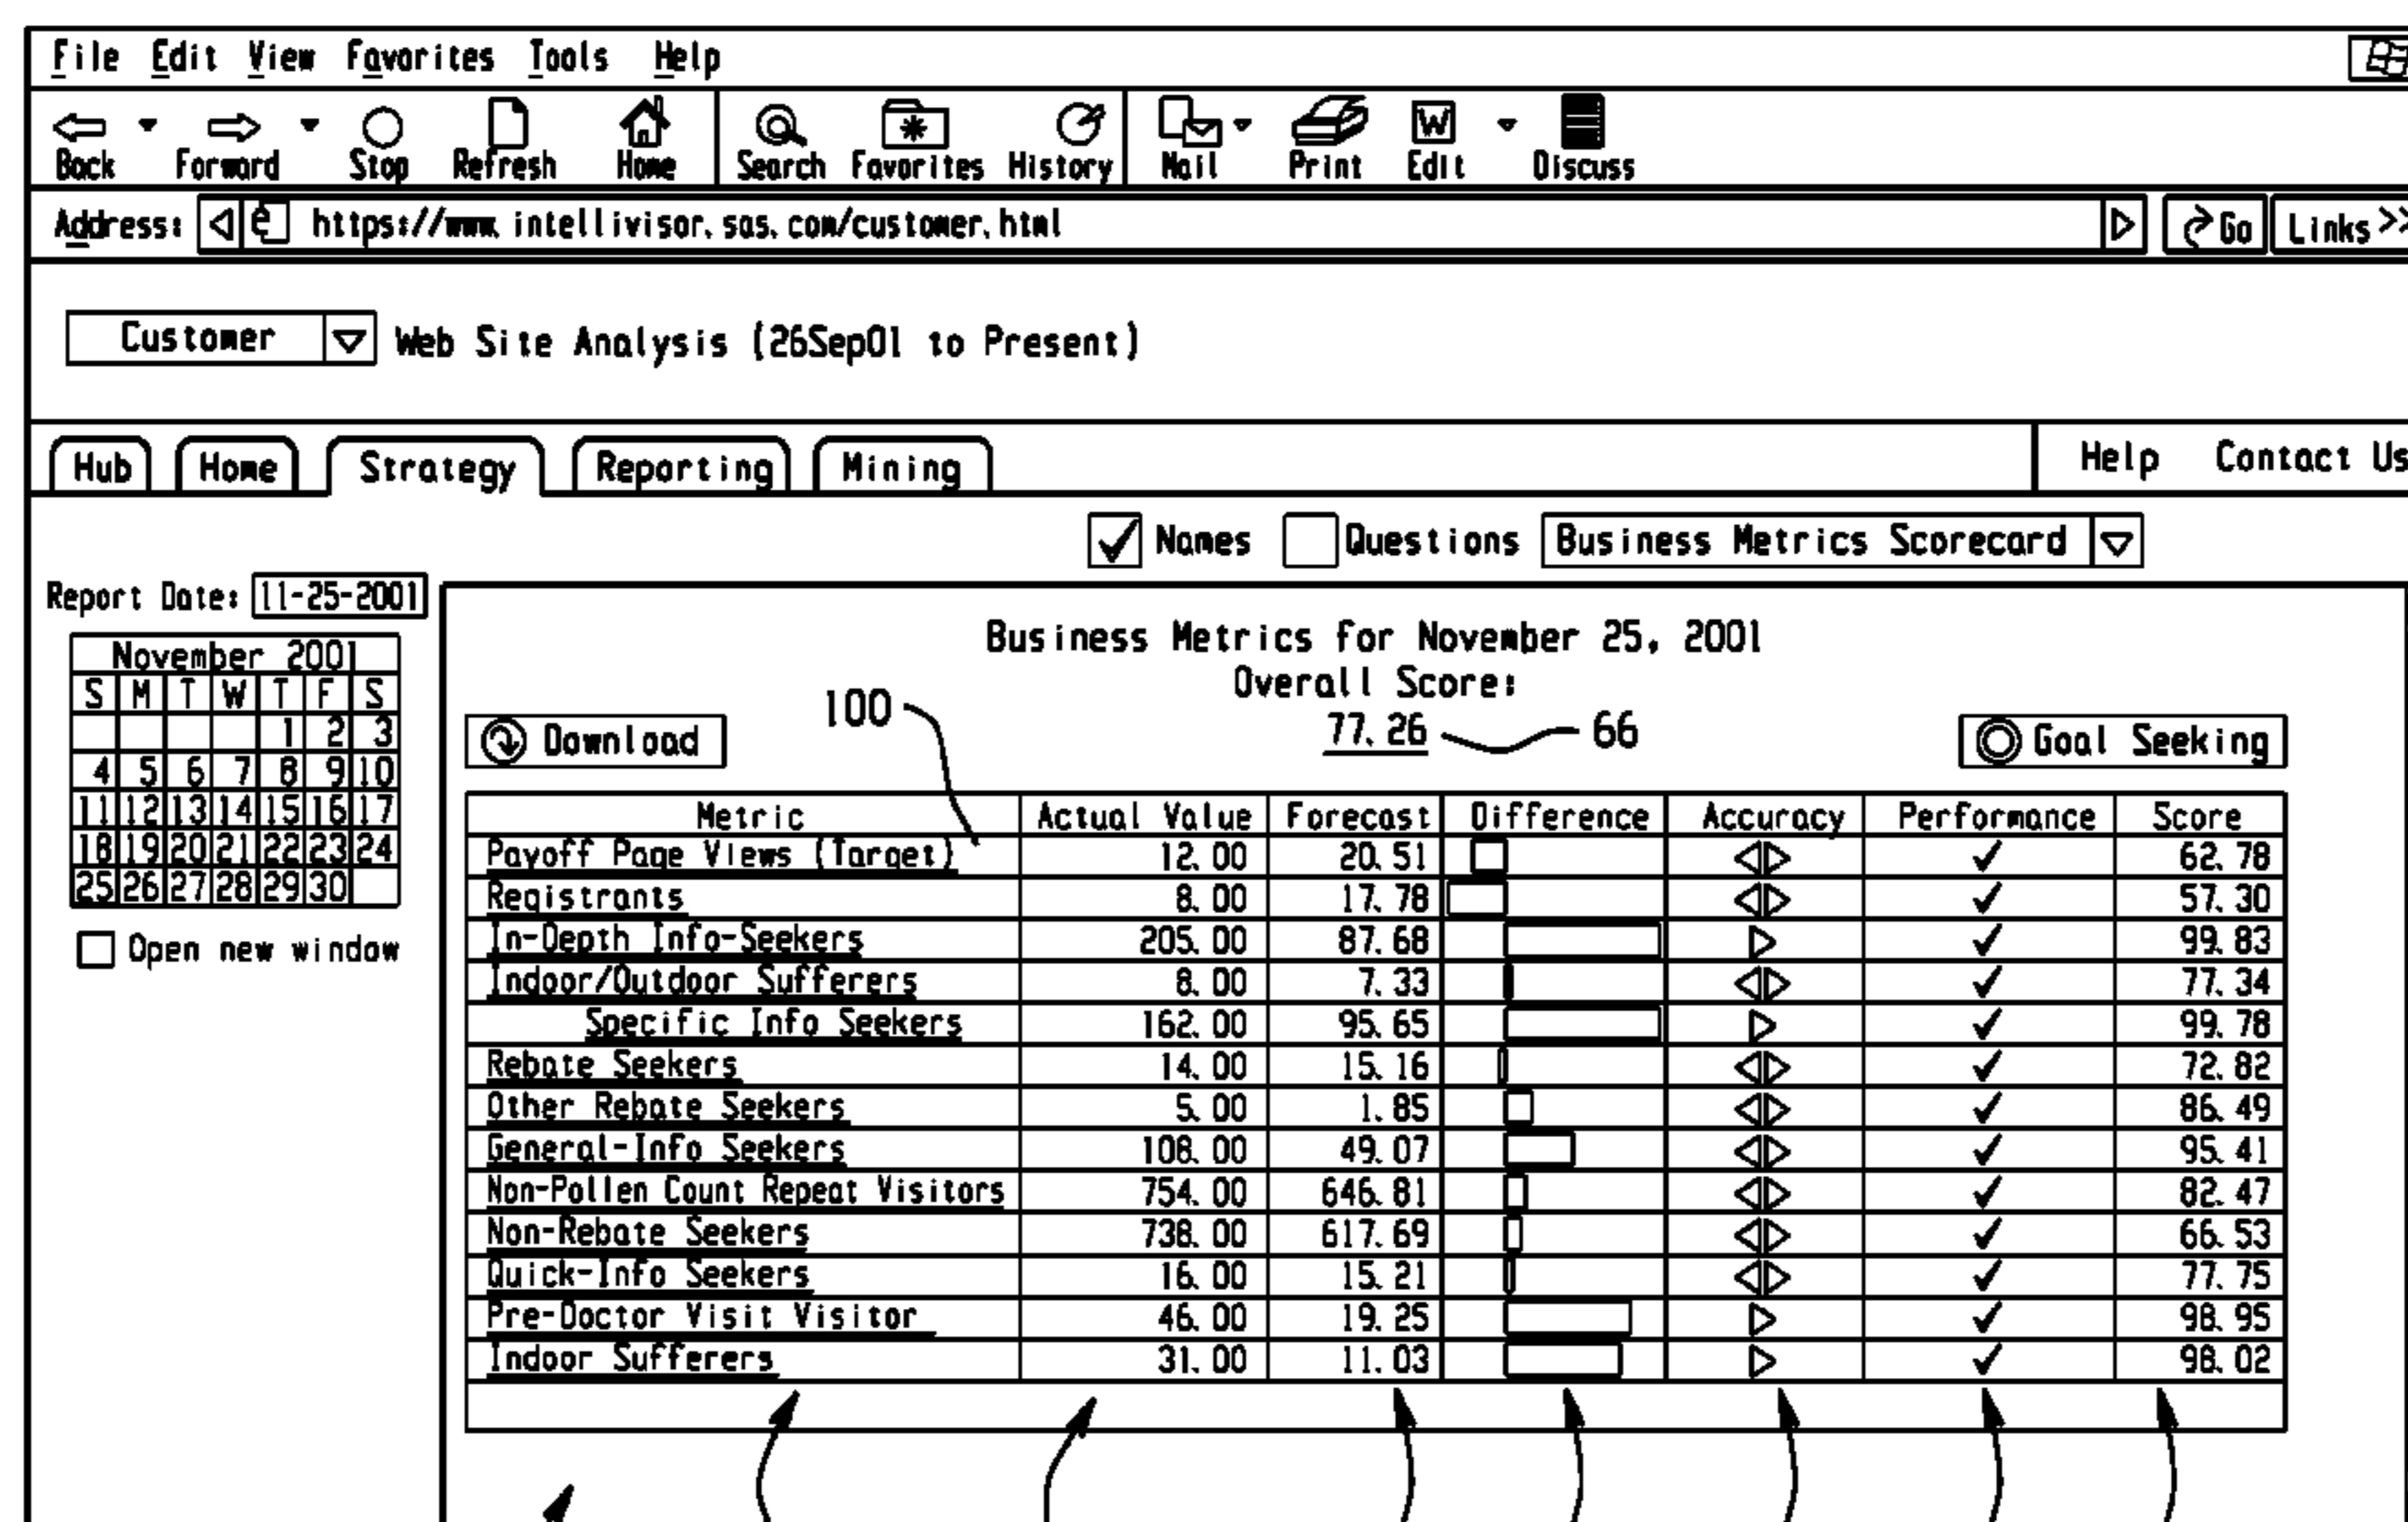 File Edit View Favorites Tools Help
Back Forward Stop Refresh Home Search Favorites History Mail Print Edit Discuss
Address: https://www.intellivisor.sas.com/customer.html Go Links >>
Customer Web Site Analysis (26Sep01 to Present)
Hub Home Strategy Reporting Mining Help Contact Us
Names Questions Business Metrics Scorecard
Report Date: 11-25-2001
November 2001
S M T W T F S
1 2 3
4 5 6 7 8 9 10
11 12 13 14 15 16 17
18 19 20 21 22 23 24
25 26 27 28 29 30
Open new window
Business Metrics for November 25, 2001
Overall Score:
100 77.26 66
Download Goal Seeking
Metric Actual Value Forecast Difference Accuracy Performance Score
Payoff Page Views (Target) 12.00 20.51 62.78
Registrants 8.00 17.78 57.30
In-Depth Info-Seekers 205.00 87.68 99.83
Indoor/Outdoor Sufferers 8.00 7.33 77.34
Specific Info Seekers 162.00 95.65 99.78
Rebate Seekers 14.00 15.16 72.82
Other Rebate Seekers 5.00 1.85 86.49
General-Info Seekers 108.00 49.07 95.41
Non-Pollen Count Repeat Visitors 754.00 646.81 82.47
Non-Rebate Seekers 738.00 617.69 66.53
Quick-Info Seekers 16.00 15.21 77.75
Pre-Doctor Visit Visitor 46.00 19.25 98.95
Indoor Sufferers 31.00 11.03 98.02